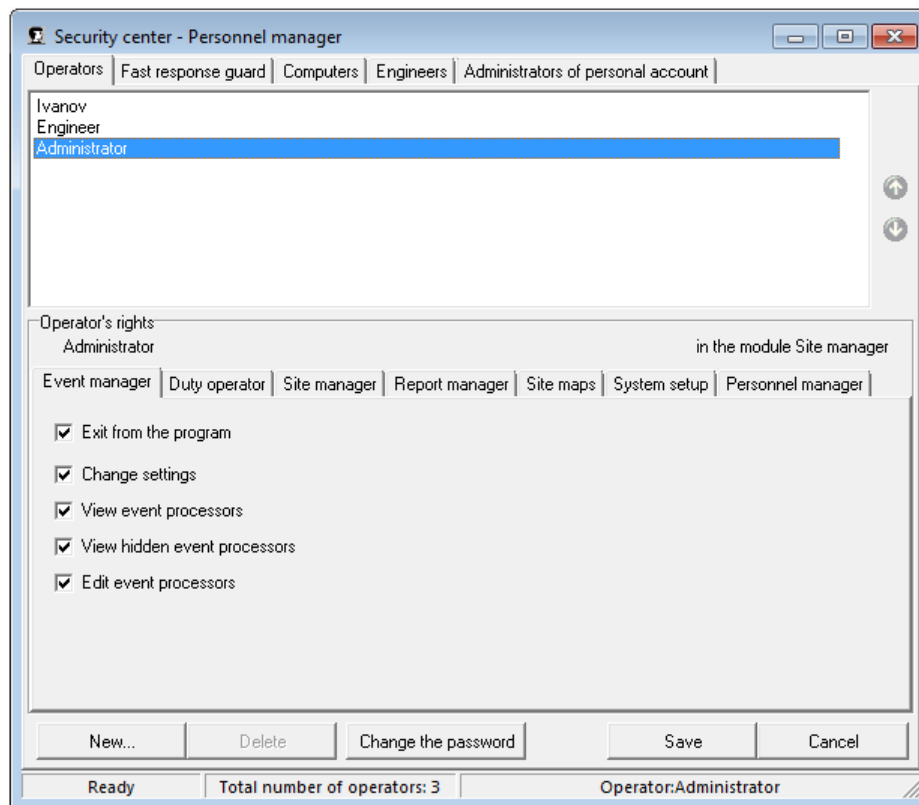 Security center - Personnel manager
Operators Fast response guard Computers Engineers Administrators of personal account
Ivanov
Engineer
Administrator
Operator's rights
Administrator in the module Site manager
Event manager Duty operator Site manager Report manager Site maps System setup Personnel manager
Exit from the program
Change settings
View event processors
View hidden event processors
Edit event processors
New... Delete Change the password Save Cancel
Ready Total number of operators: 3 Operator:Administrator